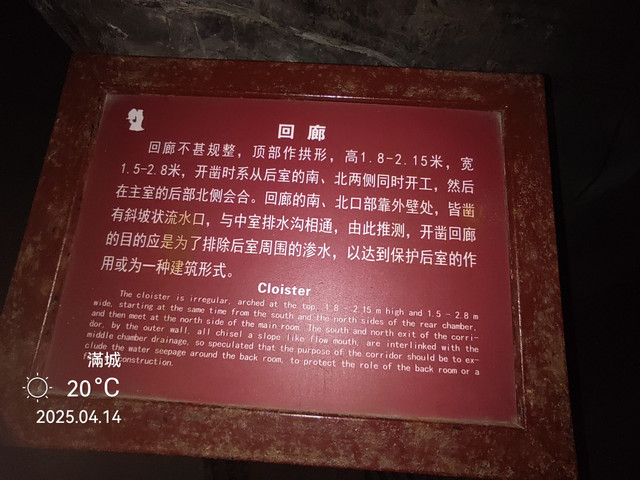 回廊
回廊不甚规整，顶部作拱形，高1.8-2.15米，宽
1.5-2.8米，开凿时系从后室的南、北两侧同时开工，然后
在主室的后部北侧会合。回廊的南、北口部靠外壁处，皆凿
有斜坡状流水口，与中室排水沟相通，由此推测，开凿回廊
的目的应是为了排除后室周围的渗水，以达到保护后室的作
用或为一种建筑形式。
Cloister
The cloister is irregular, arched at the top, 1.8 - 2.15 m high and 1.5 - 2.8 m
wide, starting at the same time from the south and the north sides of the rear chamber,
and then meet at the north side of the main room. The south and north exit of the corri-
dor, by the outer wall, all chisel a slope like flow mouth, are interlinked with the
middle chamber drainage, so speculated that the purpose of the corridor should be to ex-
clude the water seepage around the back room, to protect the role of the back room or a
construction.
滿城
20°C
2025.04.14